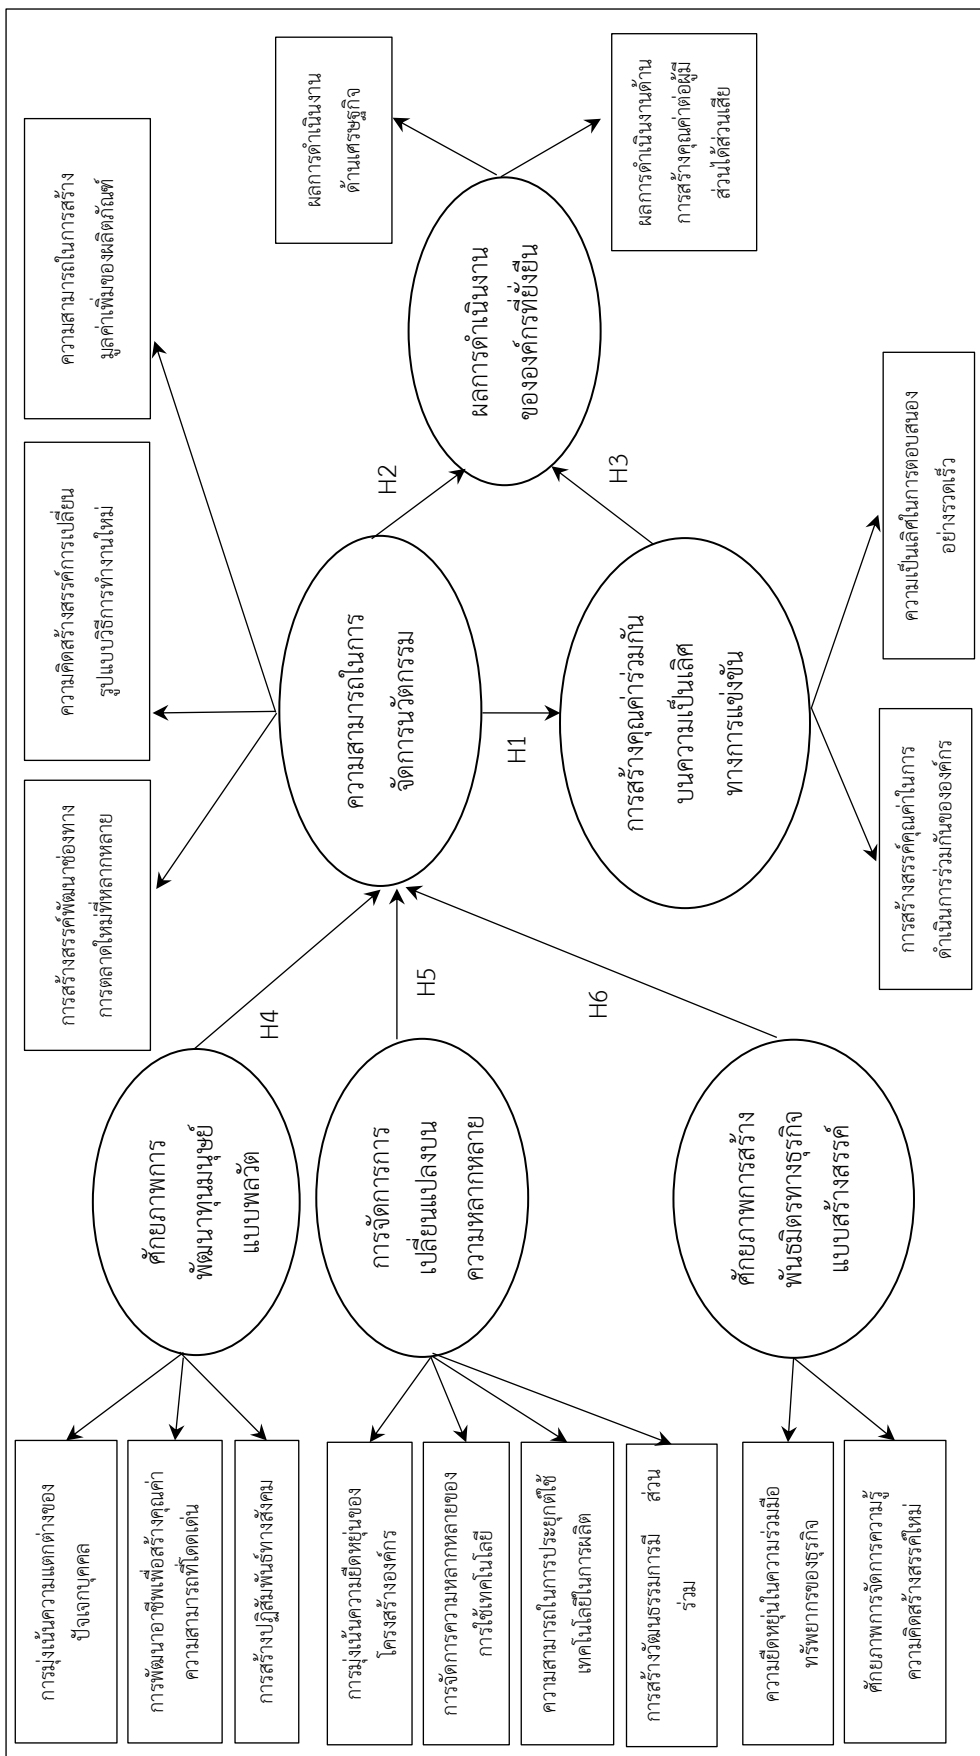 การมุ่งเน้นความแตกต่างของ
ปัจเจกบุคคล
การพัฒนาอาชีพเพื่อสร้างคุณค่า
ความสามารถที่โดดเด่น
การสร้างปฏิสัมพันธ์ทางสังคม
การมุ่งเน้นความยืดหยุ่นของ
โครงสร้างองค์กร
การจัดการความหลากหลายของ
การใช้เทคโนโลยี
ความสามารถในการประยุกต์ใช้
เทคโนโลยีในการผลิต
การสร้างวัฒนธรรมการมี ส่วน
ร่วม
ความยืดหยุ่นในความร่วมมือ
ทรัพยากรของธุรกิจ
ศักยภาพการจัดการความรู้
ความคิดสร้างสรรค์ใหม่
ศักยภาพการ
พัฒนาทุนมนุษย์
แบบพลวัต
การจัดการการ
เปลี่ยนแปลงบน
ความหลากหลาย
ศักยภาพการสร้าง
พันธมิตรทางธุรกิจ
แบบสร้างสรรค์
H4
H5
H6
การสร้างสรรค์พัฒนาช่องทาง
การตลาดใหม่ที่หลากหลาย
ความคิดสร้างสรรค์การเปลี่ยน
รูปแบบวิธีการทำงานใหม่
ความสามารถในการสร้าง
มูลค่าเพิ่มของผลิตภัณฑ์
ความสามารถในการ
จัดการนวัตกรรม
H1
การสร้างคุณค่าร่วมกัน
บนความเป็นเลิศ
ทางการแข่งขัน
การสร้างสรรค์คุณค่าในการ
ดำเนินการร่วมกันขององค์กร
ความเป็นเลิศในการตอบสนอง
อย่างรวดเร็ว
H2
H3
ผลการดำเนินงาน
ขององค์กรที่ยั่งยืน
ผลการดำเนินงาน
ด้านเศรษฐกิจ
ผลการดำเนินงานด้าน
การสร้างคุณค่าต่อผู้มี
ส่วนได้ส่วนเสีย